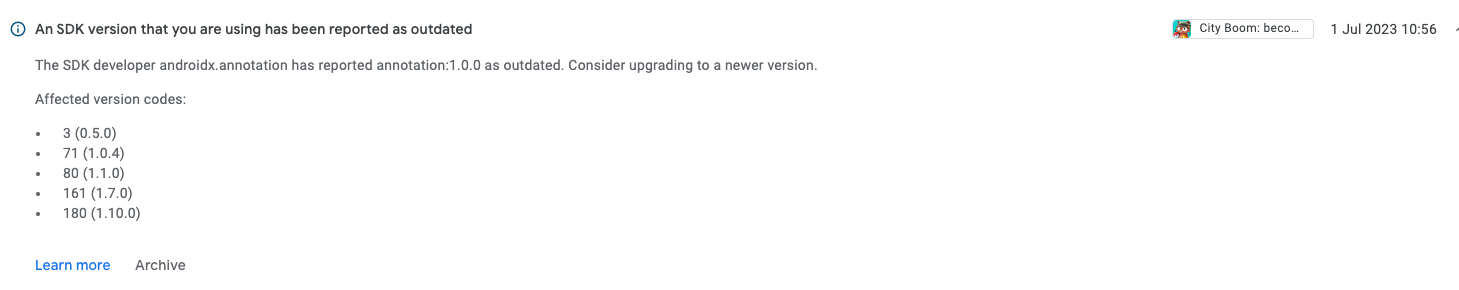 An SDK version that you are using has been reported as outdated
City Boom: beco...
1 Jul 2023 10:56
The SDK developer androidx.annotation has reported annotation:1.0.0 as outdated. Consider upgrading to a newer version.
Affected version codes:
• 3 (0.5.0)
• 71 (1.0.4)
• 80 (1.1.0)
• 161 (1.7.0)
• 180 (1.10.0)
Learn more
Archive